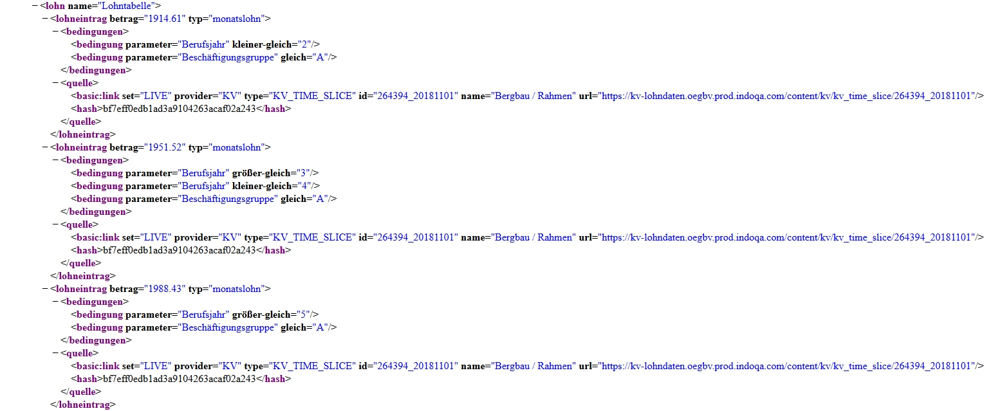 − <lohn name="Lohntabelle">
− <lohneintrag betrag="1914.61" typ="monatslohn">
− <bedingungen>
<bedingung parameter="Berufsjahr" kleiner-gleich="2"/>
<bedingung parameter="Beschäftigungsgruppe" gleich="A"/>
</bedingungen>
− <quelle>
<basic:link set="LIVE" provider="KV" type="KV_TIME_SLICE" id="264394_20181101" name="Bergbau / Rahmen" url="https://kv-lohndaten.oegbv.prod.indoqa.com/content/kv/kv_time_slice/264394_20181101"/>
<hash>bf7eff0edb1ad3a9104263acaf02a243</hash>
</quelle>
</lohneintrag>
− <lohneintrag betrag="1951.52" typ="monatslohn">
− <bedingungen>
<bedingung parameter="Berufsjahr" größer-gleich="3"/>
<bedingung parameter="Berufsjahr" kleiner-gleich="4"/>
<bedingung parameter="Beschäftigungsgruppe" gleich="A"/>
</bedingungen>
− <quelle>
<basic:link set="LIVE" provider="KV" type="KV_TIME_SLICE" id="264394_20181101" name="Bergbau / Rahmen" url="https://kv-lohndaten.oegbv.prod.indoqa.com/content/kv/kv_time_slice/264394_20181101"/>
<hash>bf7eff0edb1ad3a9104263acaf02a243</hash>
</quelle>
</lohneintrag>
− <lohneintrag betrag="1988.43" typ="monatslohn">
− <bedingungen>
<bedingung parameter="Berufsjahr" größer-gleich="5"/>
<bedingung parameter="Beschäftigungsgruppe" gleich="A"/>
</bedingungen>
− <quelle>
<basic:link set="LIVE" provider="KV" type="KV_TIME_SLICE" id="264394_20181101" name="Bergbau / Rahmen" url="https://kv-lohndaten.oegbv.prod.indoqa.com/content/kv/kv_time_slice/264394_20181101"/>
<hash>bf7eff0edb1ad3a9104263acaf02a243</hash>
</quelle>
</lohneintrag>